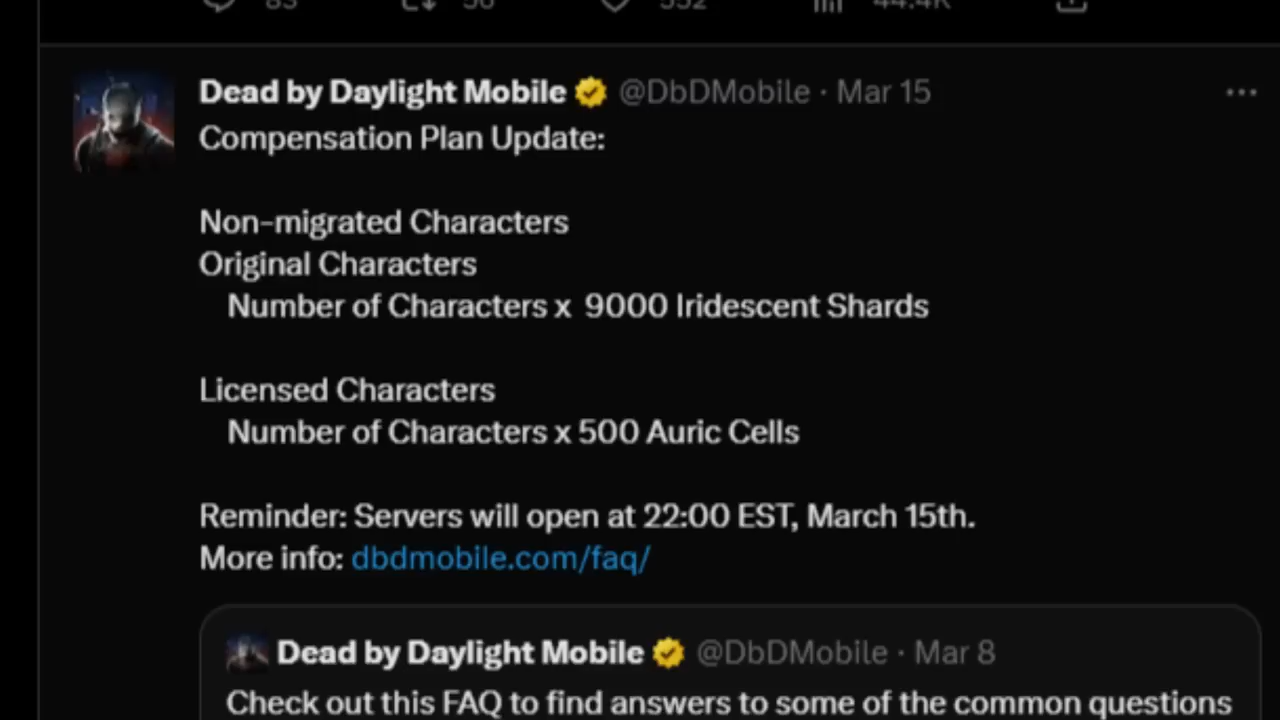 83 56 552 44.4K
Dead by Daylight Mobile @DbDMobile · Mar 15 ···
Compensation Plan Update:
Non-migrated Characters
Original Characters
Number of Characters x 9000 Iridescent Shards
Licensed Characters
Number of Characters x 500 Auric Cells
Reminder: Servers will open at 22:00 EST, March 15th.
More info: dbdmobile.com/faq/
Dead by Daylight Mobile @DbDMobile · Mar 8
Check out this FAQ to find answers to some of the common questions